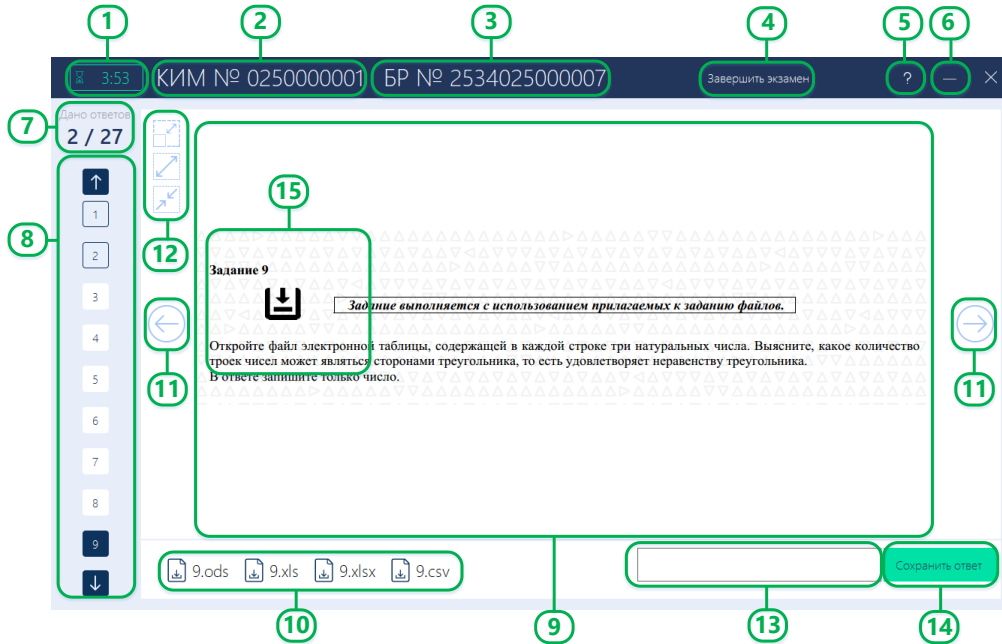 1 2 3 4 5 6
3:53 КИМ № 0250000001 БР № 2534025000007 Завершить экзамен ? —
7
Дано ответов
2 / 27
8
1
2
3
4
5
6
7
8
9
12
15
Задание 9
Задание выполняется с использованием прилагаемых к заданию файлов.
Откройте файл электронной таблицы, содержащей в каждой строке три натуральных числа. Выясните, какое количество
троек чисел может являться сторонами треугольника, то есть удовлетворяет неравенству треугольника.
В ответе запишите только число.
11 11
9.ods 9.xls 9.xlsx 9.csv
Сохранить ответ
10 9 13 14